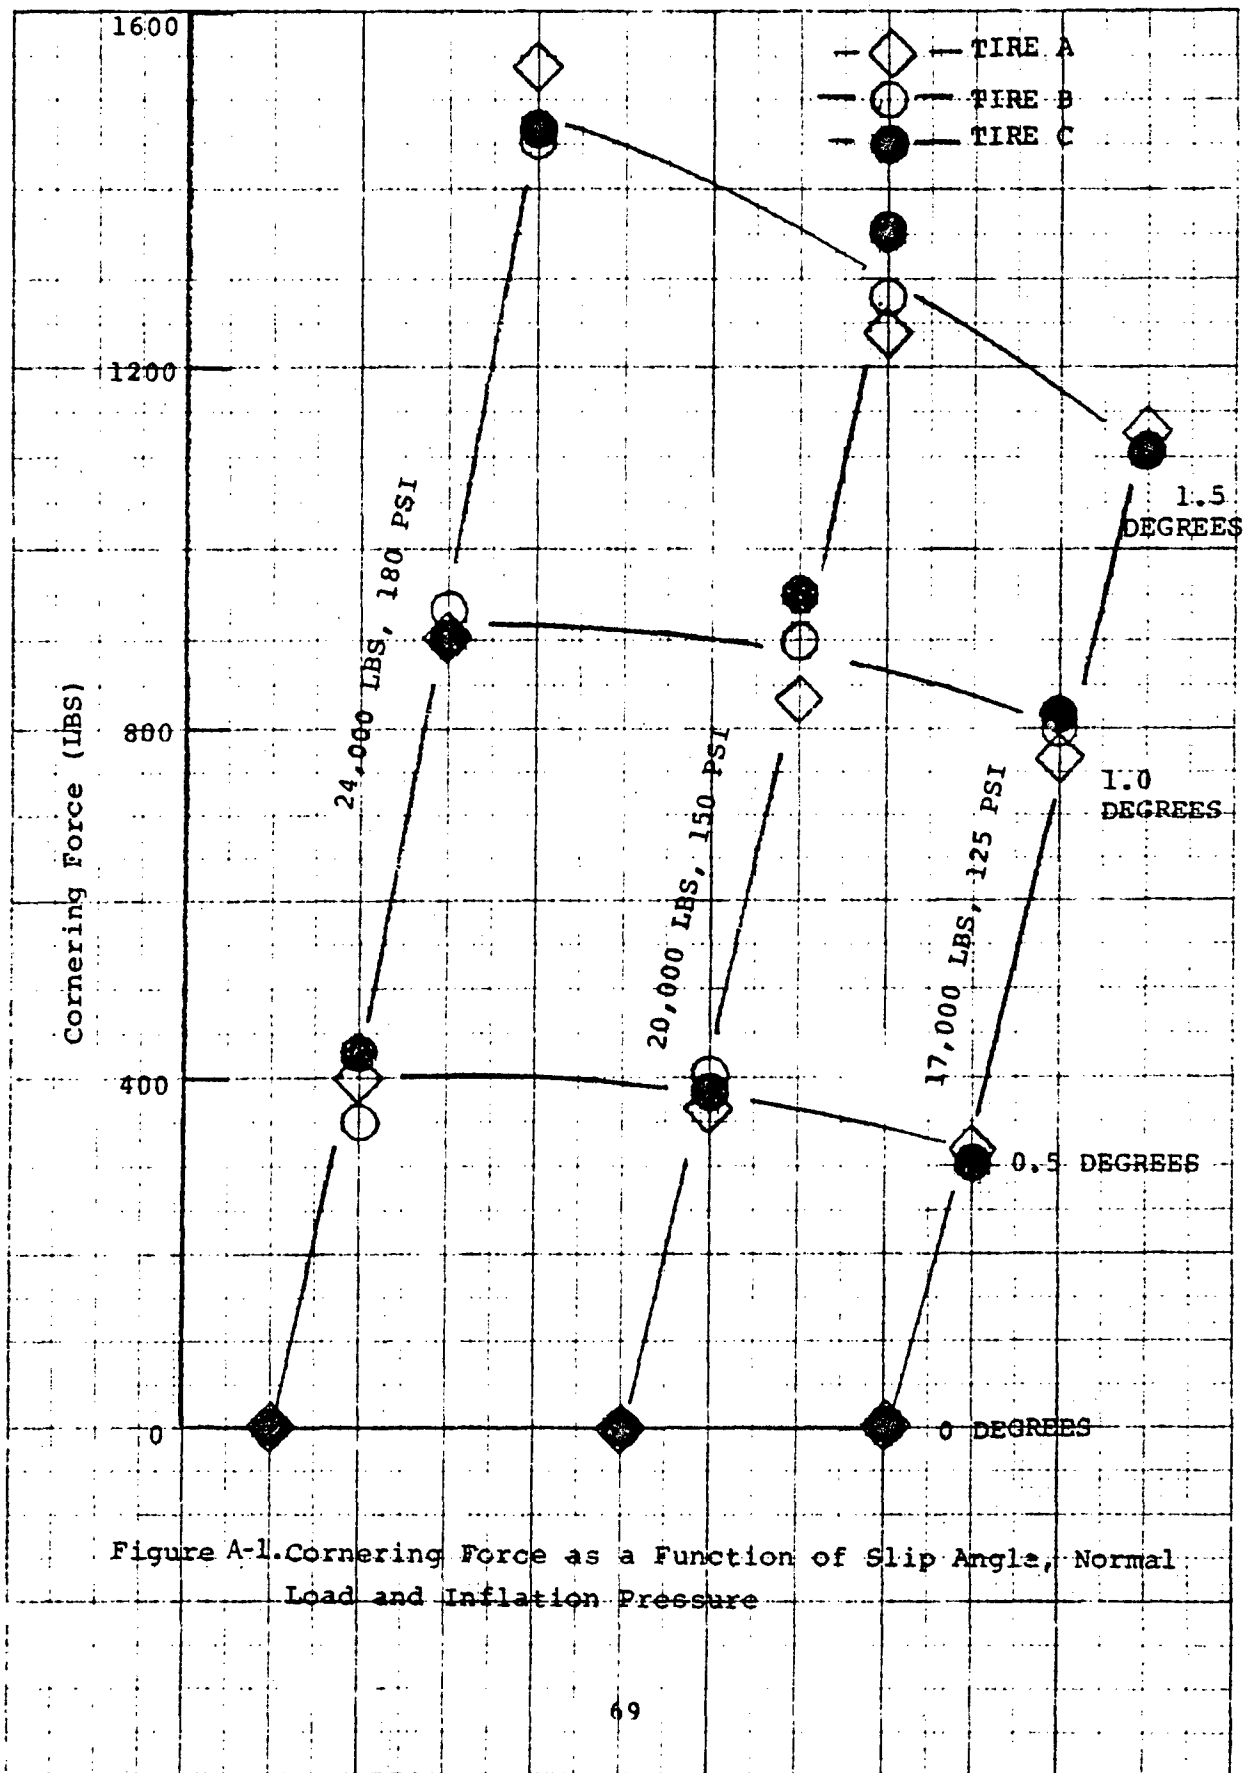 1600
TIRE A
TIRE B
TIRE C
1200
24,000 LBS, 180 PSI
1.5
DEGREES
Cornering Force (LBS)
800
20,000 LBS, 150 PSI
17,000 LBS, 125 PSI
1.0
DEGREES
400
0.5 DEGREES
0
0 DEGREES
Figure A-1. Cornering Force as a Function of Slip Angle, Normal
Load and Inflation Pressure
69